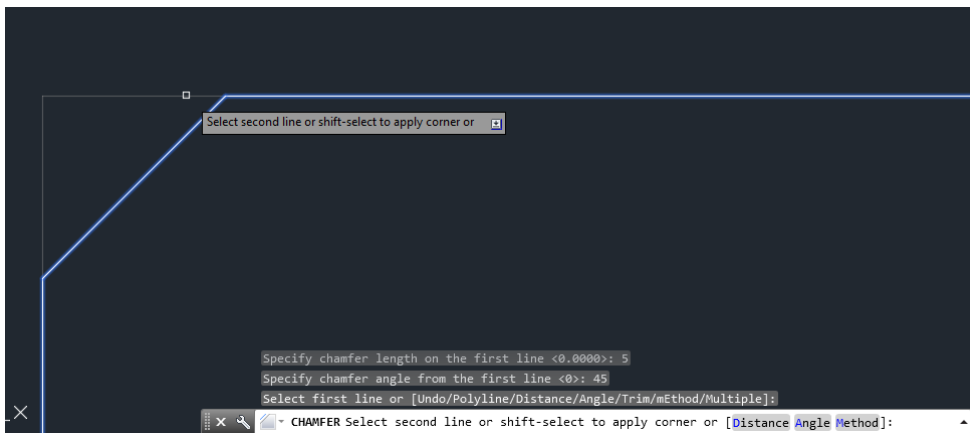 Select second line or shift-select to apply corner or
Specify chamfer length on the first line <0.0000>: 5
Specify chamfer angle from the first line <0>: 45
Select first line or [Undo/Polyline/Distance/Angle/Trim/mEthod/Multiple]:
CHAMFER Select second line or shift-select to apply corner or [Distance Angle Method]: